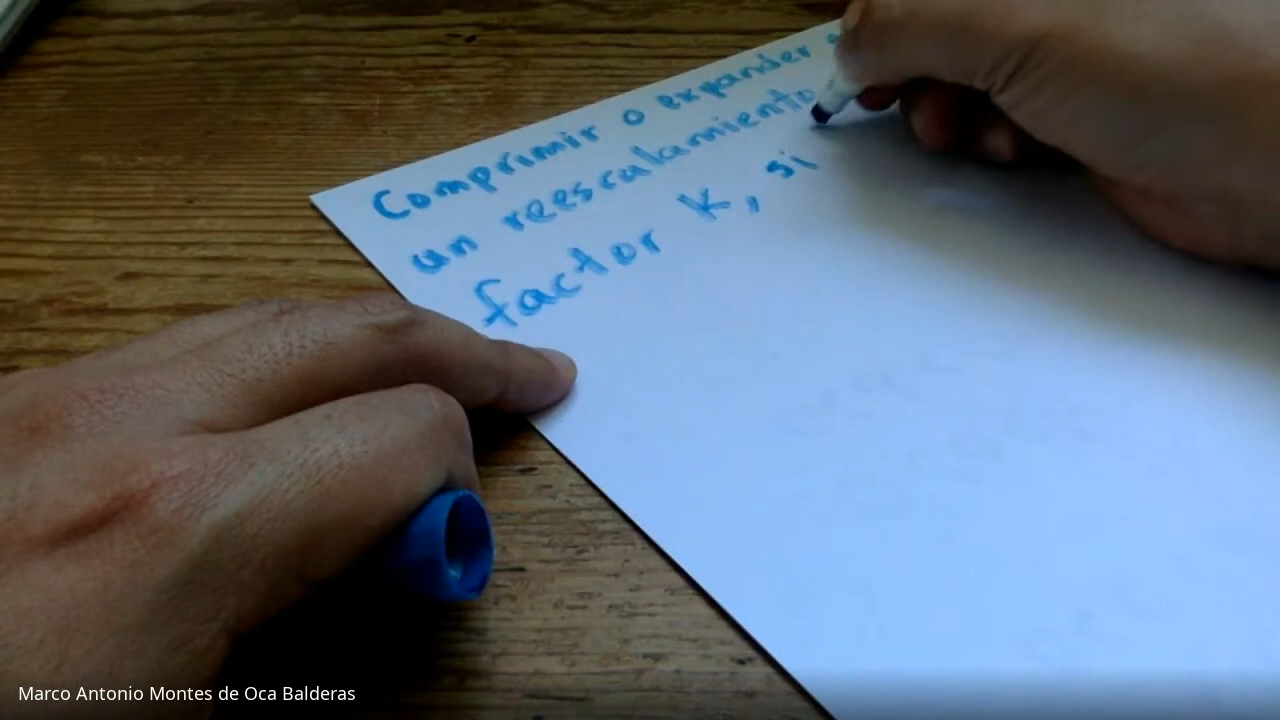 Comprimir o expander
un reescalamiento
factor k, si
Marco Antonio Montes de Oca Balderas